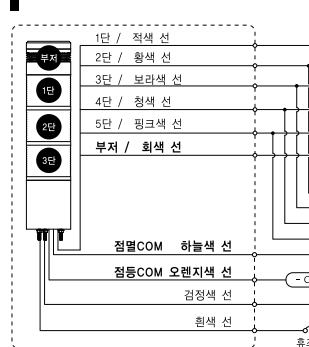 부저
1단
2단
3단
1단 / 적색 선
2단 / 황색 선
3단 / 보라색 선
4단 / 청색 선
5단 / 핑크색 선
부저 / 회색 선
점멸COM 하늘색 선
점등COM 오렌지색 선
검정색 선
흰색 선